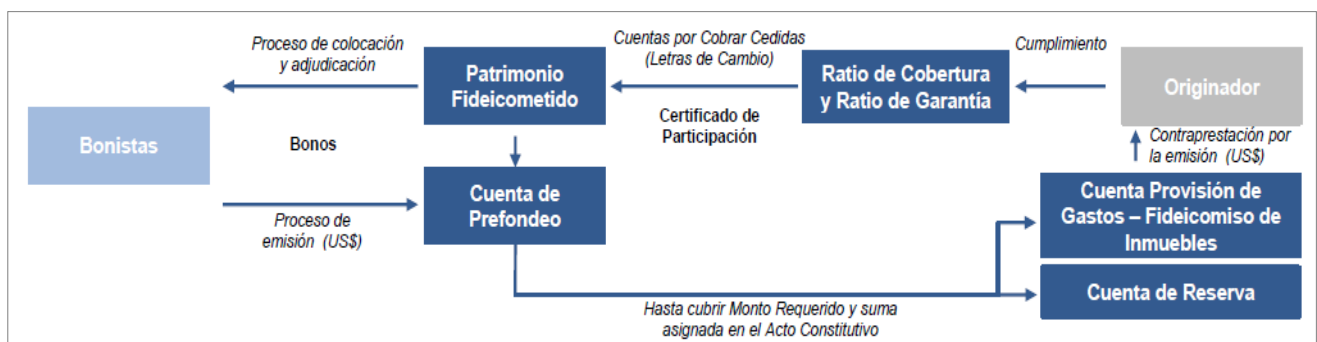 Proceso de colocación
y adjudicación
Patrimonio
Fideicometido
Cuentas por Cobrar Cedidas
(Letras de Cambio)
Ratio de Cobertura
y Ratio de Garantía
Cumplimiento
Originador
Bonistas
Bonos
Certificado de
Participación
Contraprestación por
la emisión (US$)
Proceso de
emisión (US$)
Cuenta de
Prefondeo
Cuenta Provisión de
Gastos – Fideicomiso de
Inmuebles
Cuenta de Reserva
Hasta cubrir Monto Requerido y suma
asignada en el Acto Constitutivo